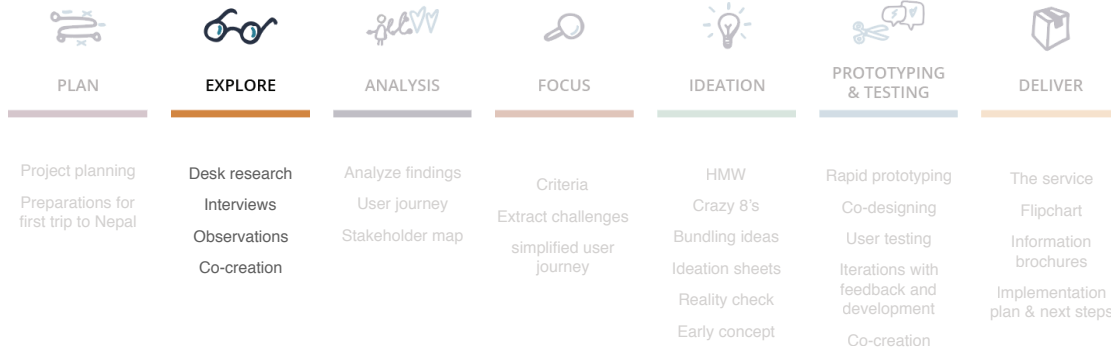 PLAN
EXPLORE
ANALYSIS
FOCUS
IDEATION
PROTOTYPING
& TESTING
DELIVER
Project planning
Preparations for
first trip to Nepal
Desk research
Interviews
Observations
Co-creation
Analyze findings
User journey
Stakeholder map
Criteria
Extract challenges
simplified user
journey
HMW
Crazy 8's
Bundling ideas
Ideation sheets
Reality check
Early concept
Rapid prototyping
Co-designing
User testing
Iterations with
feedback and
development
Co-creation
The service
Flipchart
Information
brochures
Implementation
plan & next steps